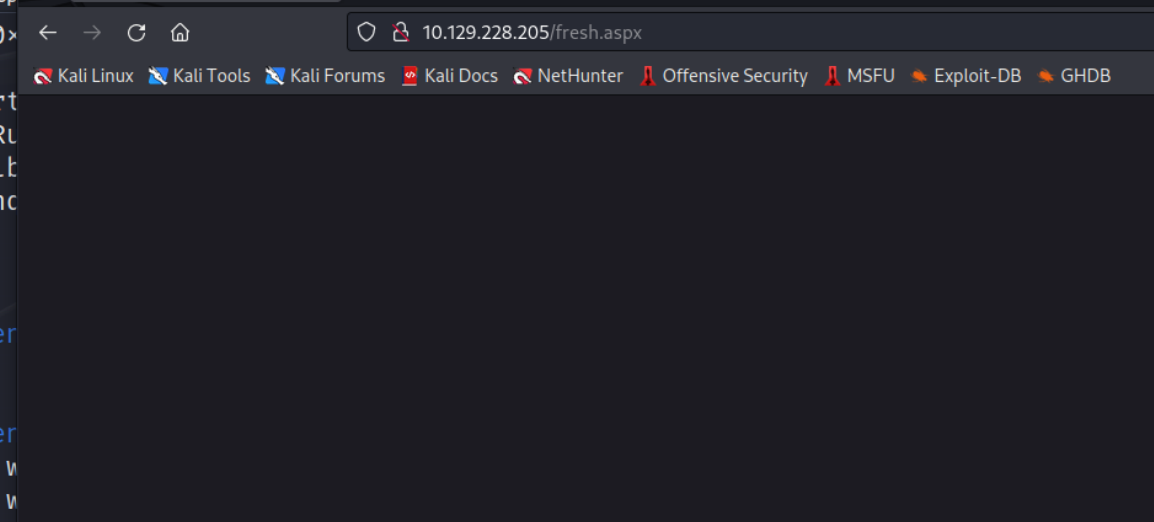 10.129.228.205/fresh.aspx
Kali Linux Kali Tools Kali Forums Kali Docs NetHunter Offensive Security MSFU Exploit-DB GHDB